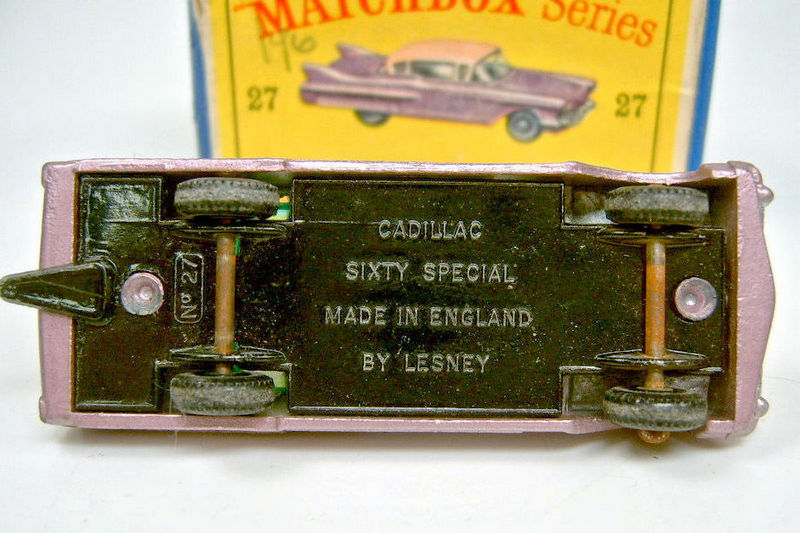 MATCHBOX Series
196
27
27
CADILLAC
SIXTY SPECIAL
MADE IN ENGLAND
BY LESNEY
No 27